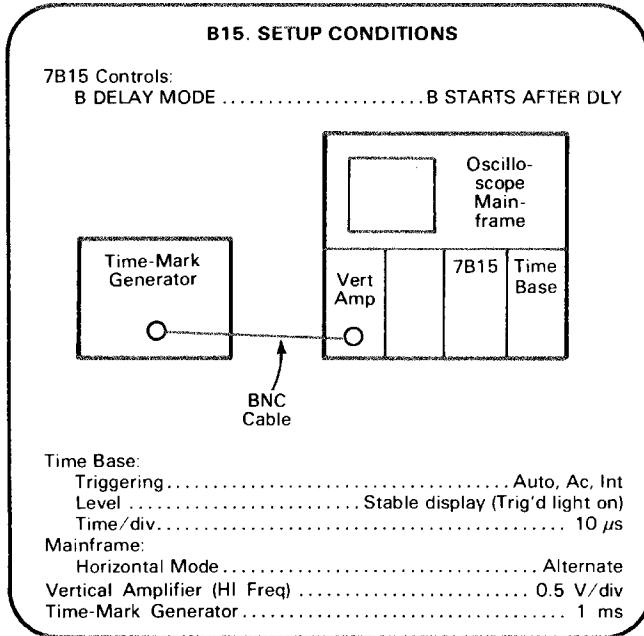 B15. SETUP CONDITIONS
7B15 Controls:
B DELAY MODE ...................... B STARTS AFTER DLY
Oscillo-
scope
Main-
frame
Time-Mark
Generator
Vert
Amp
7B15
Time
Base
BNC
Cable
Time Base:
Triggering .................................... Auto, Ac, Int
Level ........................ Stable display (Trig'd light on)
Time/div. ........................................ 10 μs
Mainframe:
Horizontal Mode ................................. Alternate
Vertical Amplifier (HI Freq) ........................ 0.5 V/div
Time-Mark Generator ................................ 1 ms